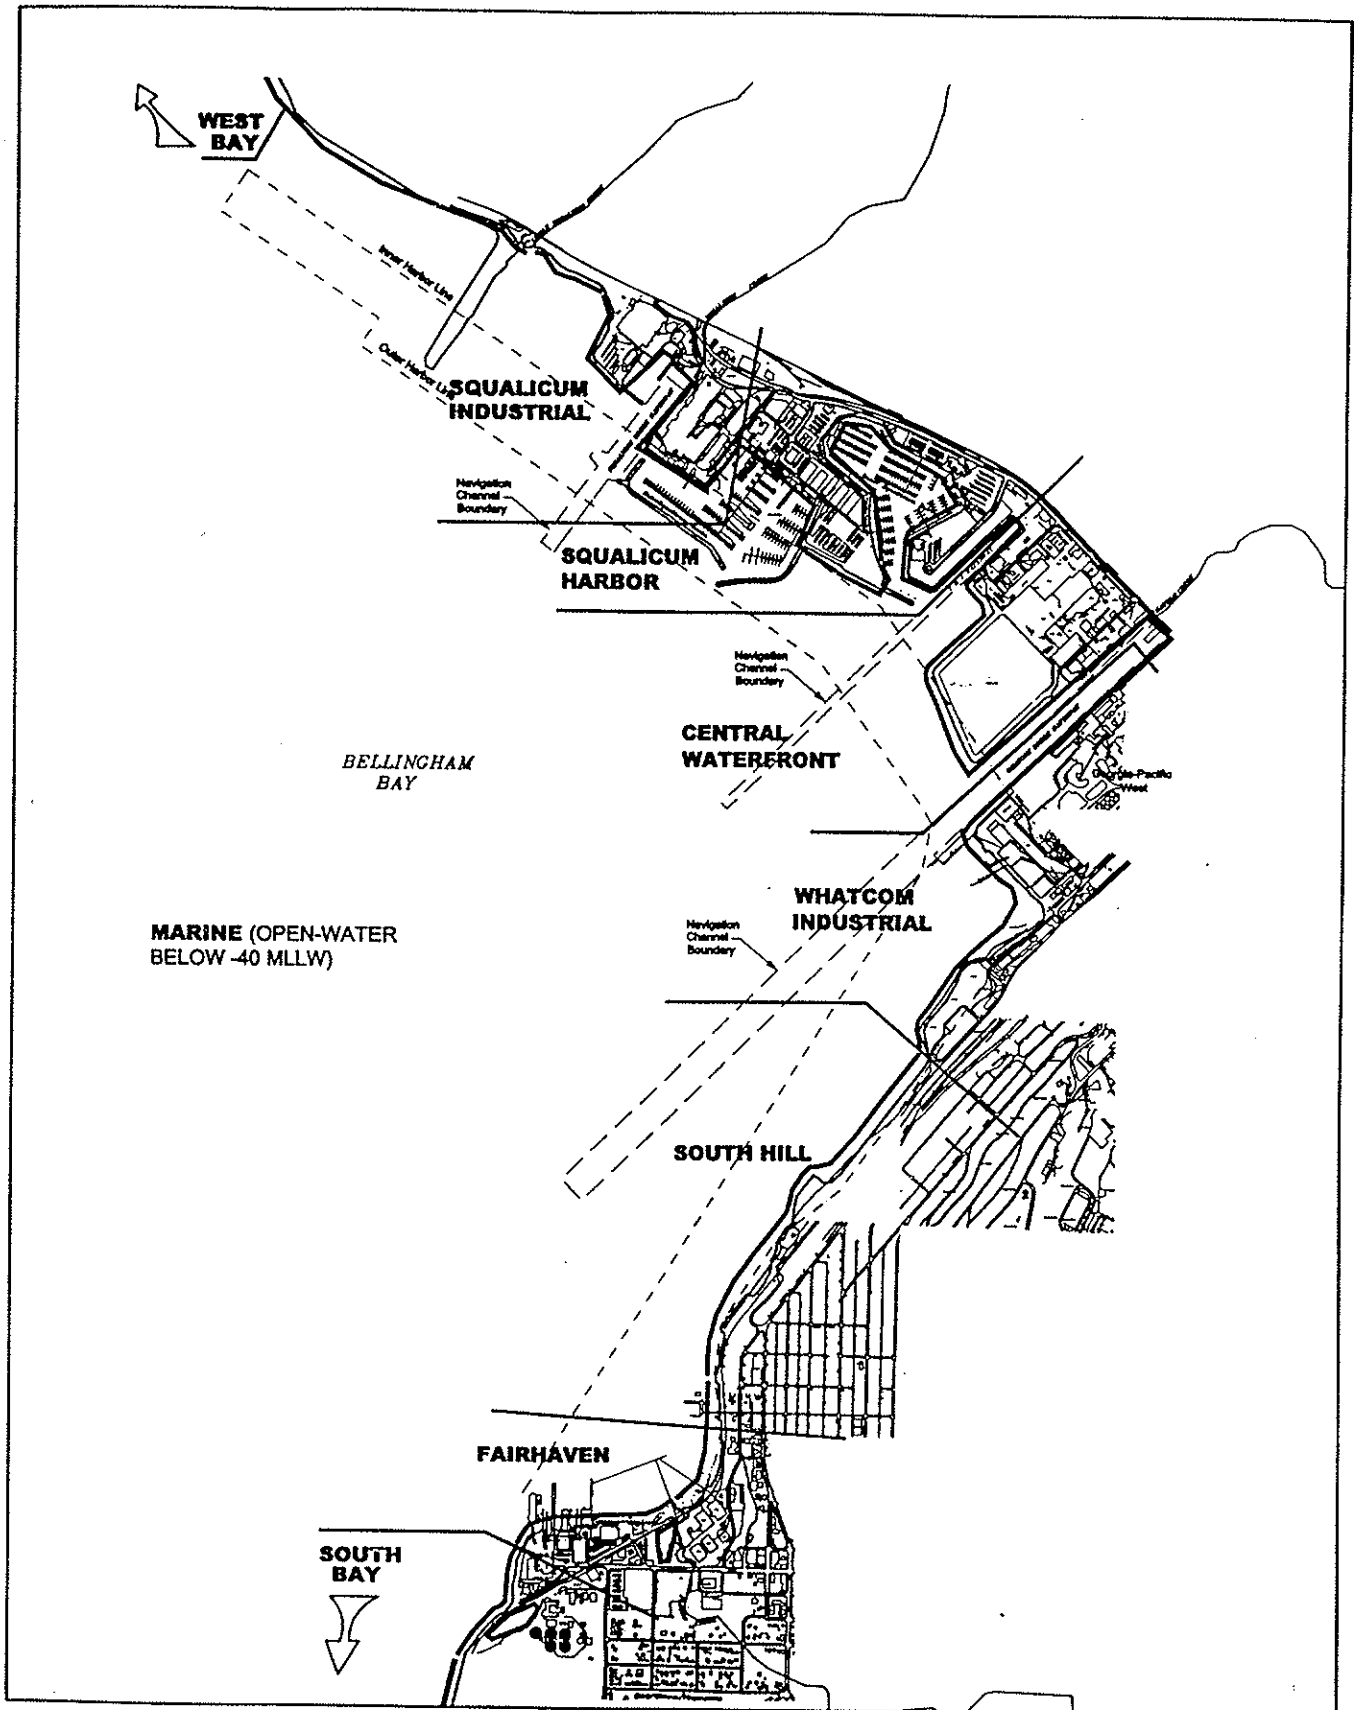 WEST
BAY
Inner Harbor Line
Outer Harbor Line
SQUALICUM
INDUSTRIAL
Navigation
Channel
Boundary
SQUALICUM
HARBOR
Navigation
Channel
Boundary
CENTRAL
WATERFRONT
BELLINGHAM
BAY
Georgia-Pacific
West
WHATCOM
INDUSTRIAL
Navigation
Channel
Boundary
MARINE (OPEN-WATER
BELOW -40 MLLW)
SOUTH HILL
FAIRHAVEN
SOUTH
BAY